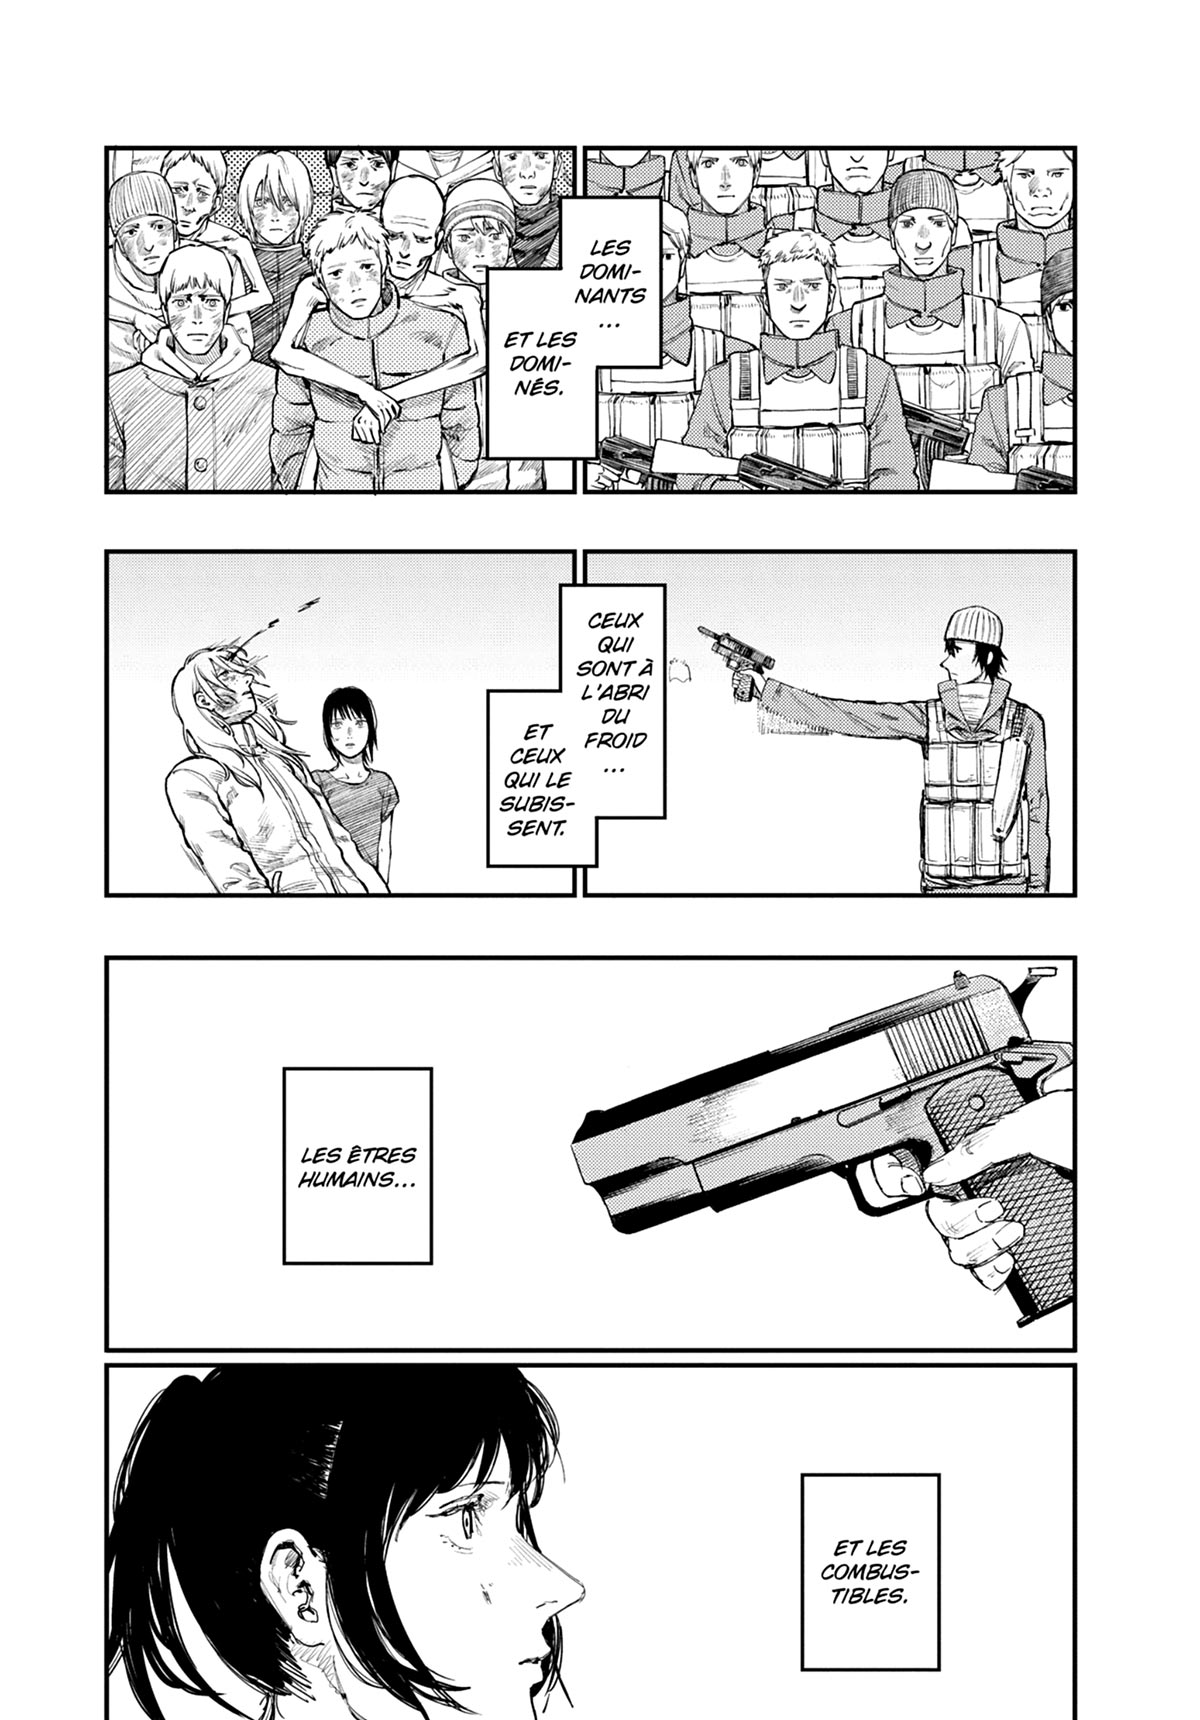 LES
DOMI-
NANTS
...
ET LES
DOMI-
NÉS.
CEUX
QUI
SONT À
L'ABRI
DU
FROID
...
ET
CEUX
QUI LE
SUBIS-
SENT.
LES ÊTRES
HUMAINS...
ET LES
COMBUS-
TIBLES.